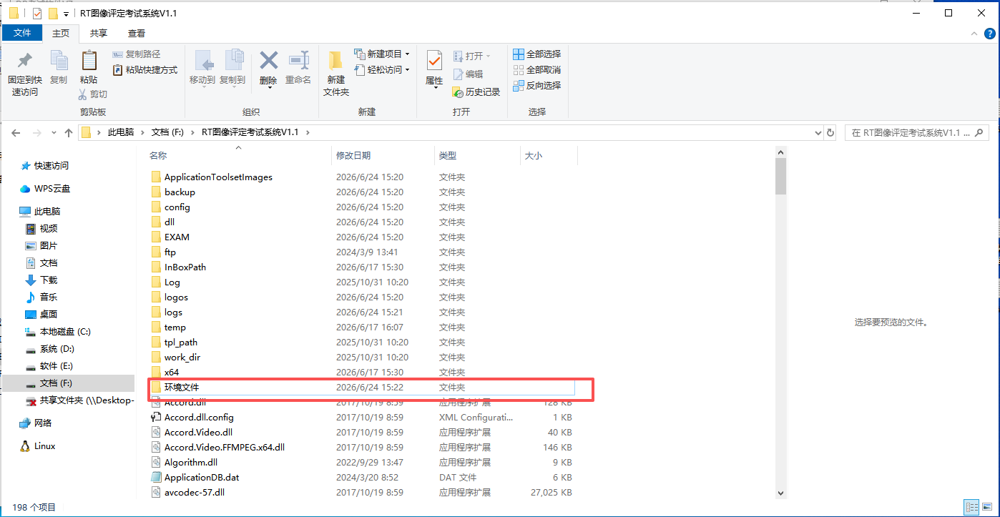 RT图像评定考试系统V1.1
文件 主页 共享 查看
固定到快速访问
复制
粘贴
复制路径
粘贴快捷方式
剪切
剪贴板
移动到
复制到
删除
重命名
组织
新建文件夹
新建项目
轻松访问
新建
属性
打开
编辑
历史记录
打开
全部选择
全部取消
反向选择
选择
此电脑 文档 (F:) RT图像评定考试系统V1.1
在 RT图像评定考试系统V1.1 ...
快速访问
WPS云盘
此电脑
视频
图片
文档
下载
音乐
桌面
本地磁盘 (C:)
系统 (D:)
软件 (E:)
文档 (F:)
共享文件夹 (\\Desktop-
网络
Linux
名称 修改日期 类型 大小
ApplicationToolsetImages 2026/6/24 15:20 文件夹
backup 2026/6/24 15:20 文件夹
config 2026/6/24 15:20 文件夹
dll 2026/6/24 15:20 文件夹
EXAM 2026/6/24 15:20 文件夹
ftp 2024/3/9 13:41 文件夹
InBoxPath 2026/6/17 15:30 文件夹
Log 2025/10/31 10:20 文件夹
logos 2026/6/24 15:20 文件夹
logs 2026/6/24 15:21 文件夹
temp 2026/6/17 16:07 文件夹
tpl_path 2025/10/31 10:20 文件夹
work_dir 2025/10/31 10:20 文件夹
x64 2026/6/17 15:30 文件夹
环境文件 2026/6/24 15:22 文件夹
Accord.dll 2017/10/19 8:59 应用程序扩展 128 KB
Accord.dll.config 2017/10/19 8:59 XML Configurati... 1 KB
Accord.Video.dll 2017/10/19 8:59 应用程序扩展 40 KB
Accord.Video.FFMPEG.x64.dll 2017/10/19 8:59 应用程序扩展 146 KB
Algorithm.dll 2022/9/29 13:47 应用程序扩展 9 KB
ApplicationDB.dat 2024/3/20 8:52 DAT 文件 6 KB
avcodec-57.dll 2017/10/19 8:59 应用程序扩展 27,025 KB
选择要预览的文件。
198 个项目